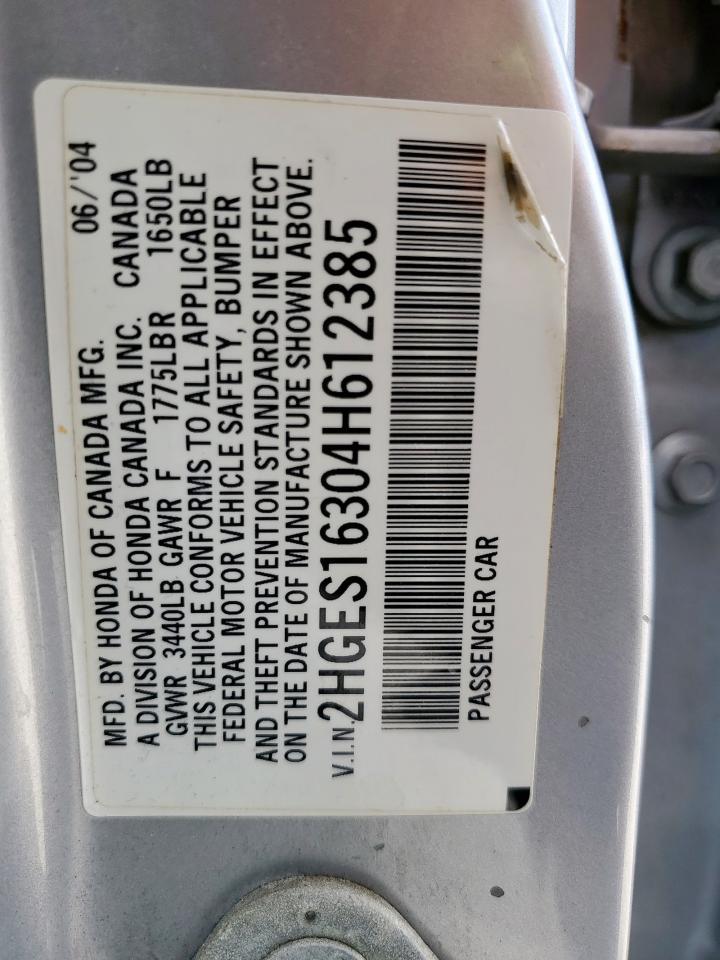 MFD. BY HONDA OF CANADA MFG. 06/'04
A DIVISION OF HONDA CANADA INC. CANADA
GVWR 3440LB GAWR F 1775LBR 1650LB
THIS VEHICLE CONFORMS TO ALL APPLICABLE
FEDERAL MOTOR VEHICLE SAFETY, BUMPER
AND THEFT PREVENTION STANDARDS IN EFFECT
ON THE DATE OF MANUFACTURE SHOWN ABOVE.
V.I.N 2HGES16304H612385
PASSENGER CAR